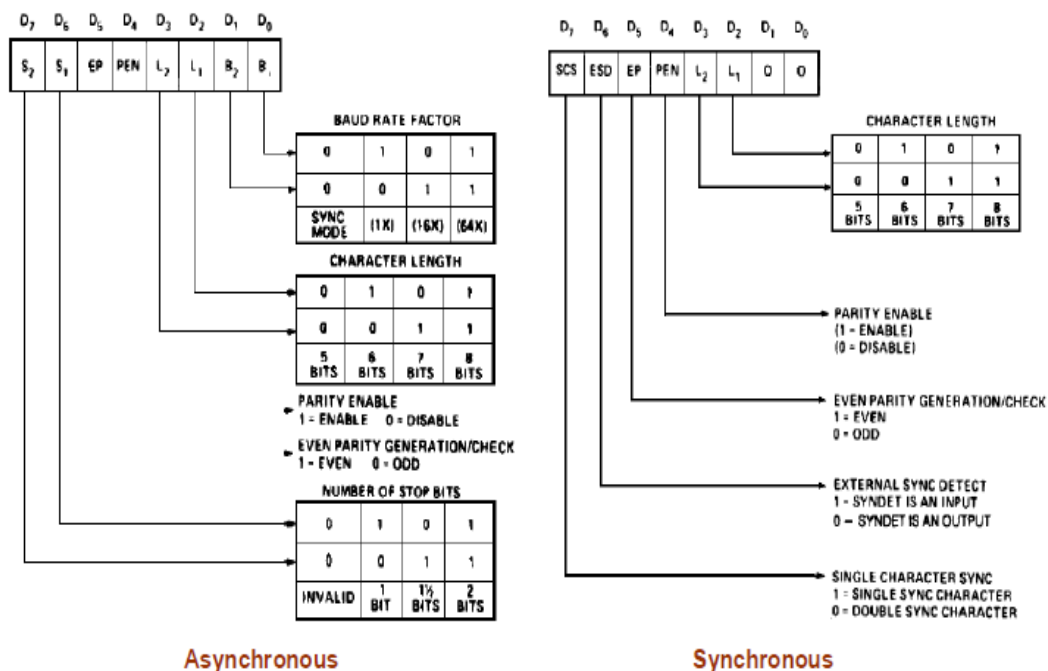 D7 D6 D5 D4 D3 D2 D1 D0
S2 S1 EP PEN L2 L1 B2 B1
BAUD RATE FACTOR
0 1 0 1
0 0 1 1
SYNC MODE (1X) (16X) (64X)
CHARACTER LENGTH
0 1 0 1
0 0 1 1
5 BITS 6 BITS 7 BITS 8 BITS
PARITY ENABLE
1 = ENABLE 0 = DISABLE
EVEN PARITY GENERATION/CHECK
1 - EVEN 0 = ODD
NUMBER OF STOP BITS
0 1 0 1
0 0 1 1
INVALID 1 BIT 1½ BITS 2 BITS
Asynchronous
D7 D6 D5 D4 D3 D2 D1 D0
SCS ESD EP PEN L2 L1 0 0
CHARACTER LENGTH
0 1 0 1
0 0 1 1
5 BITS 6 BITS 7 BITS 8 BITS
PARITY ENABLE
(1 - ENABLE)
(0 = DISABLE)
EVEN PARITY GENERATION/CHECK
1 = EVEN
0 = ODD
EXTERNAL SYNC DETECT
1 - SYNDET IS AN INPUT
0 – SYNDET IS AN OUTPUT
SINGLE CHARACTER SYNC
1 = SINGLE SYNC CHARACTER
0 = DOUBLE SYNC CHARACTER
Synchronous